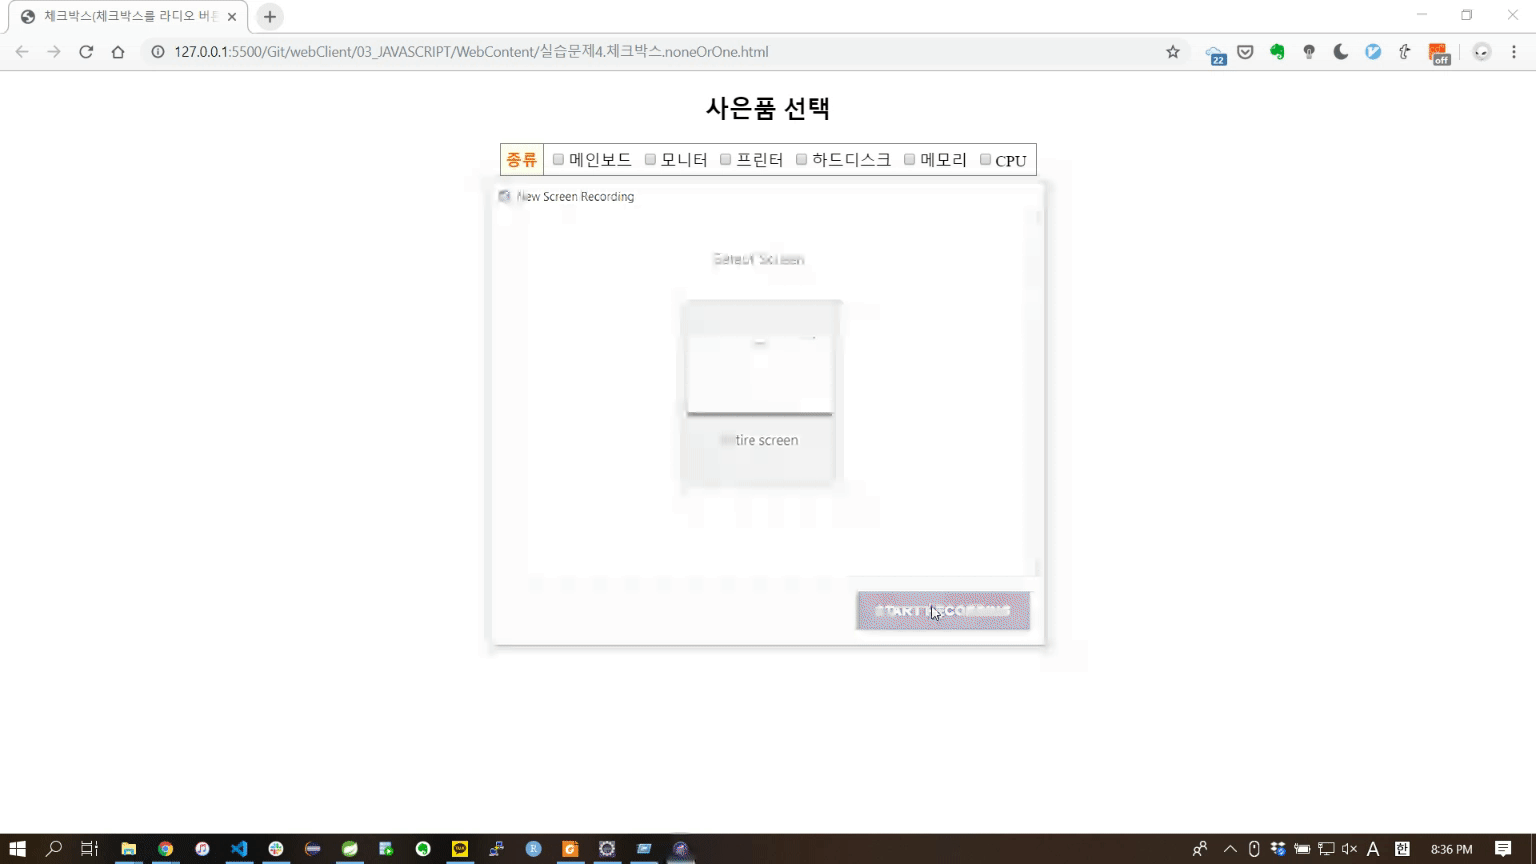 체크박스(체크박스를 라디오 버튼
127.0.0.1:5500/Git/webClient/03_JAVASCRIPT/WebContent/실습문제4.체크박스.noneOrOne.html
22
off
사은품 선택
종류 메인보드 모니터 프린터 하드디스크 메모리 CPU
New Screen Recording
Select Screen
Entire screen
START RECORDING
A 한 8:36 PM